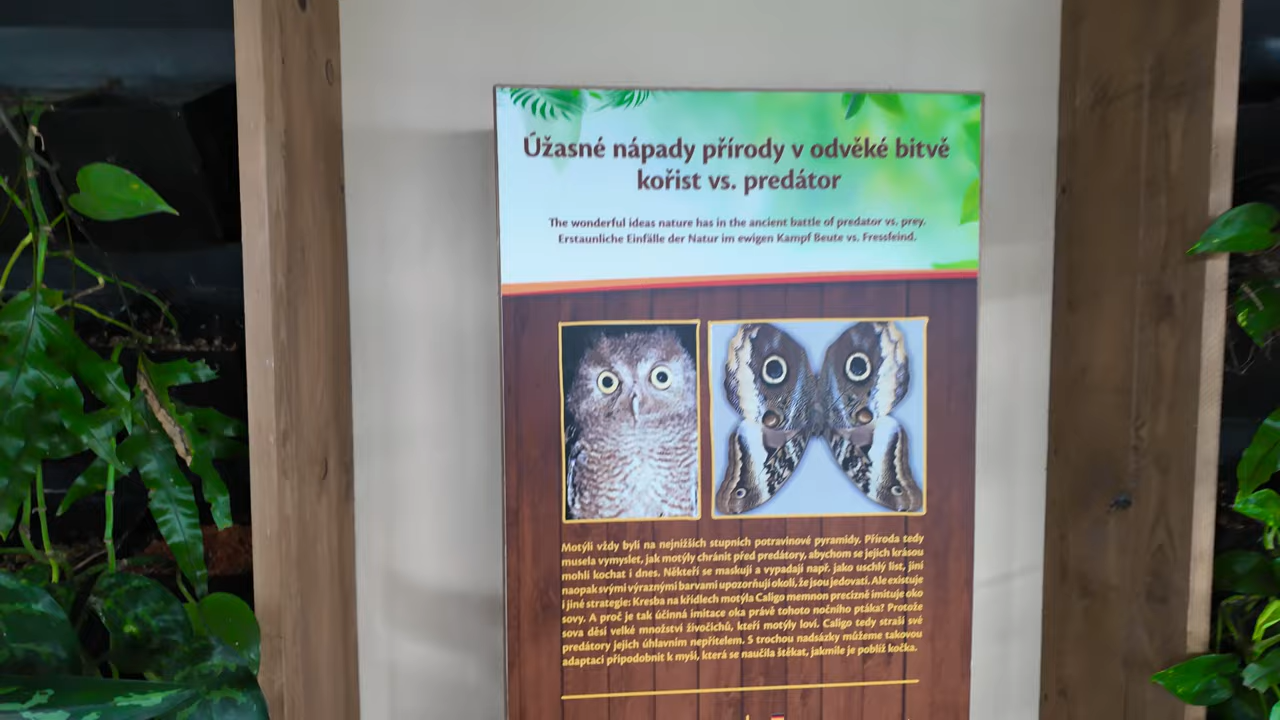 Úžasné nápady přírody v odvěké bitvě
kořist vs. predátor
The wonderful ideas nature has in the ancient battle of predator vs. prey.
Erstaunliche Einfälle der Natur im ewigen Kampf Beute vs. Fressfeind.
Motýli vždy byli na nejnižších stupních potravinové pyramidy. Příroda tedy
musela vymyslet, jak motýly chránit před predátory, abychom se jejich krásou
mohli kochat i dnes. Někteří se maskují a vypadají např. jako uschlý list, jiní
naopak svými výraznými barvami upozorňují okolí, že jsou jedovatí. Ale existuje
i jiné strategie: Kresba na křídlech motýla Caligo memnon precizně imituje oko
sovy. A proč je tak účinná imitace oka právě tohoto nočního ptáka? Protože
sova děsí velké množství živočichů, kteří motýly loví. Caligo tedy straší své
predátory jejich úhlavním nepřítelem. S trochou nadsázky můžeme takovou
adaptaci připodobnit k myši, která se naučila štěkat, jakmile je poblíž kočka.